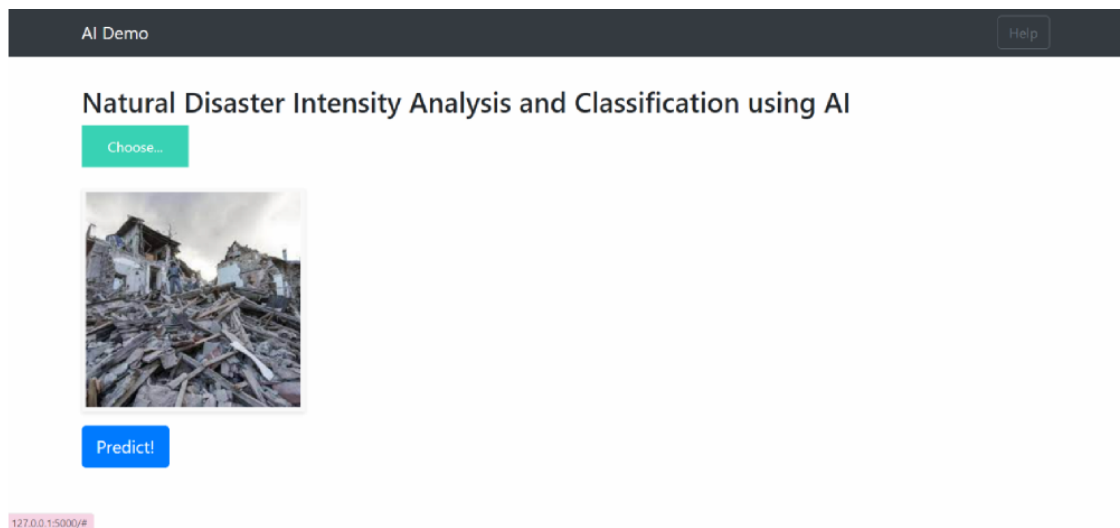 AI Demo
Help
Natural Disaster Intensity Analysis and Classification using AI
Choose...
Predict!
127.0.0.1:5000/#